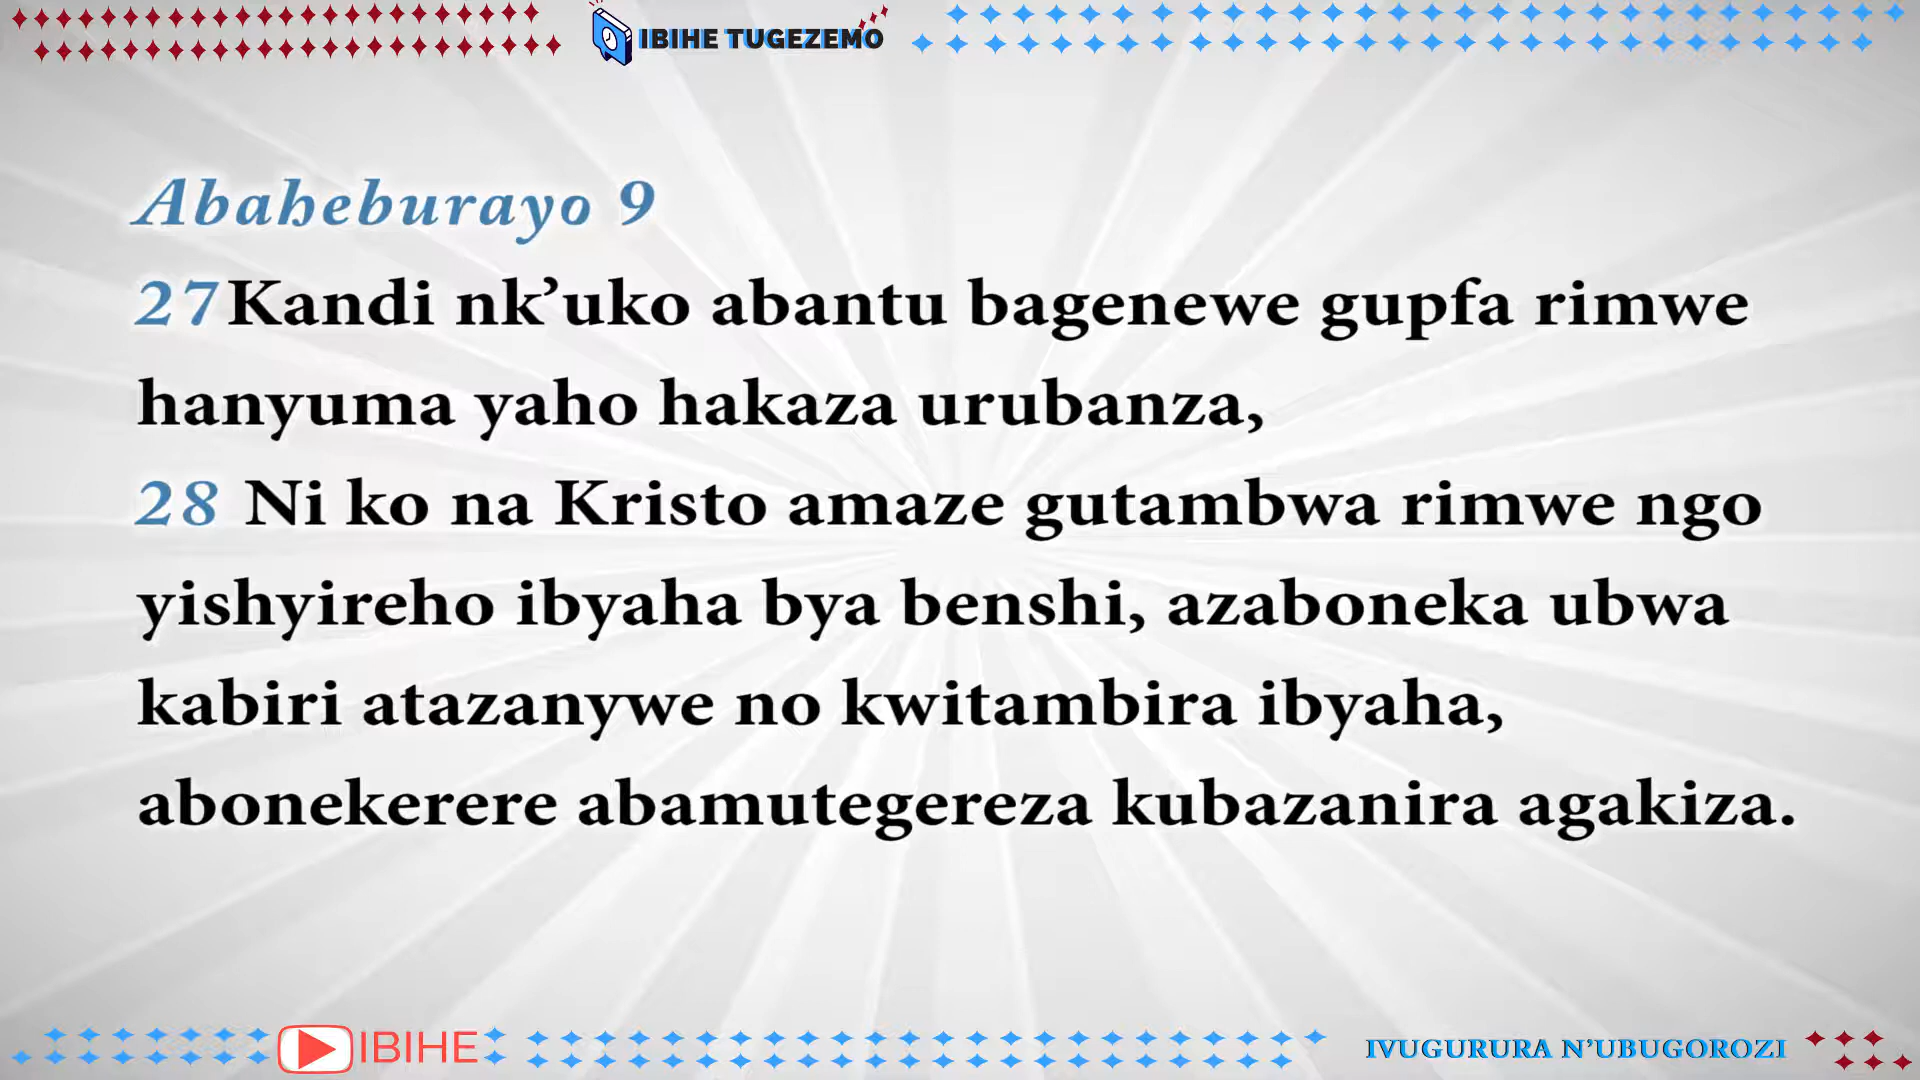 IBIHE TUGEZEMO
Abaheburayo 9
27Kandi nk’uko abantu bagenewe gupfa rimwe
hanyuma yaho hakaza urubanza,
28 Ni ko na Kristo amaze gutambwa rimwe ngo
yishyireho ibyaha bya benshi, azaboneka ubwa
kabiri atazanywe no kwitambira ibyaha,
abonekerere abamutegereza kubazanira agakiza.
IBIHE
IVUGURURA N’UBUGOROZI